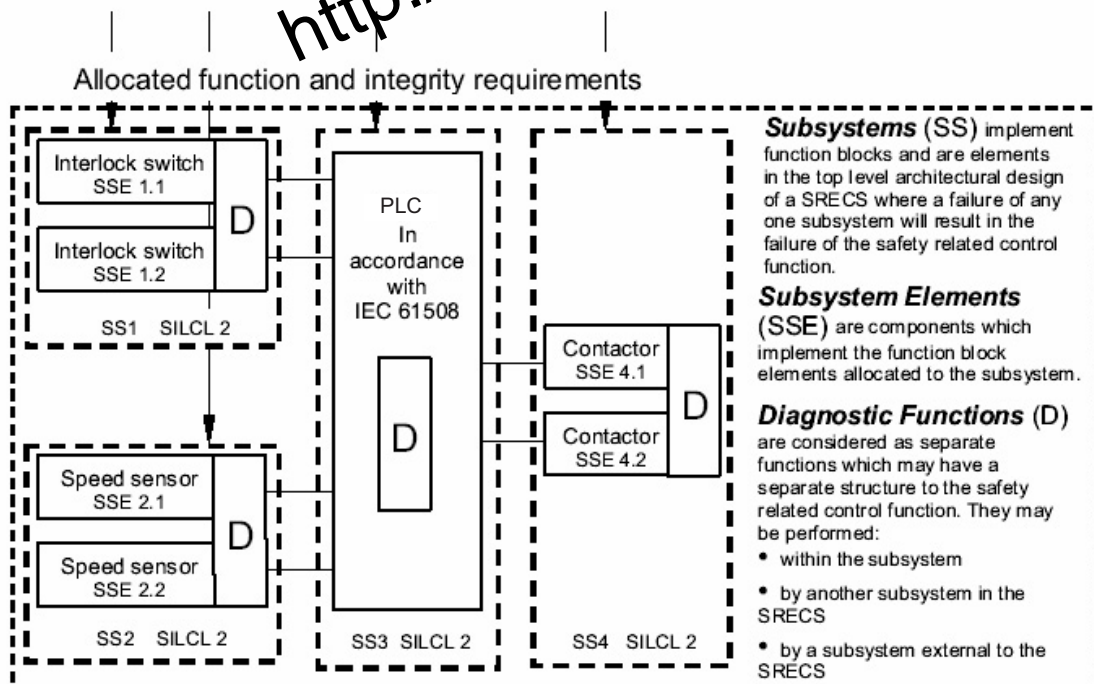 http:/
Allocated function and integrity requirements
Interlock switch
SSE 1.1
D
Interlock switch
SSE 1.2
SS1 SILCL 2
Speed sensor
SSE 2.1
D
Speed sensor
SSE 2.2
SS2 SILCL 2
PLC
In
accordance
with
IEC 61508
D
SS3 SILCL 2
Contactor
SSE 4.1
D
Contactor
SSE 4.2
SS4 SILCL 2
Subsystems (SS) implement
function blocks and are elements
in the top level architectural design
of a SRECS where a failure of any
one subsystem will result in the
failure of the safety related control
function.
Subsystem Elements
(SSE) are components which
implement the function block
elements allocated to the subsystem.
Diagnostic Functions (D)
are considered as separate
functions which may have a
separate structure to the safety
related control function. They may
be performed:
• within the subsystem
• by another subsystem in the
SRECS
• by a subsystem external to the
SRECS